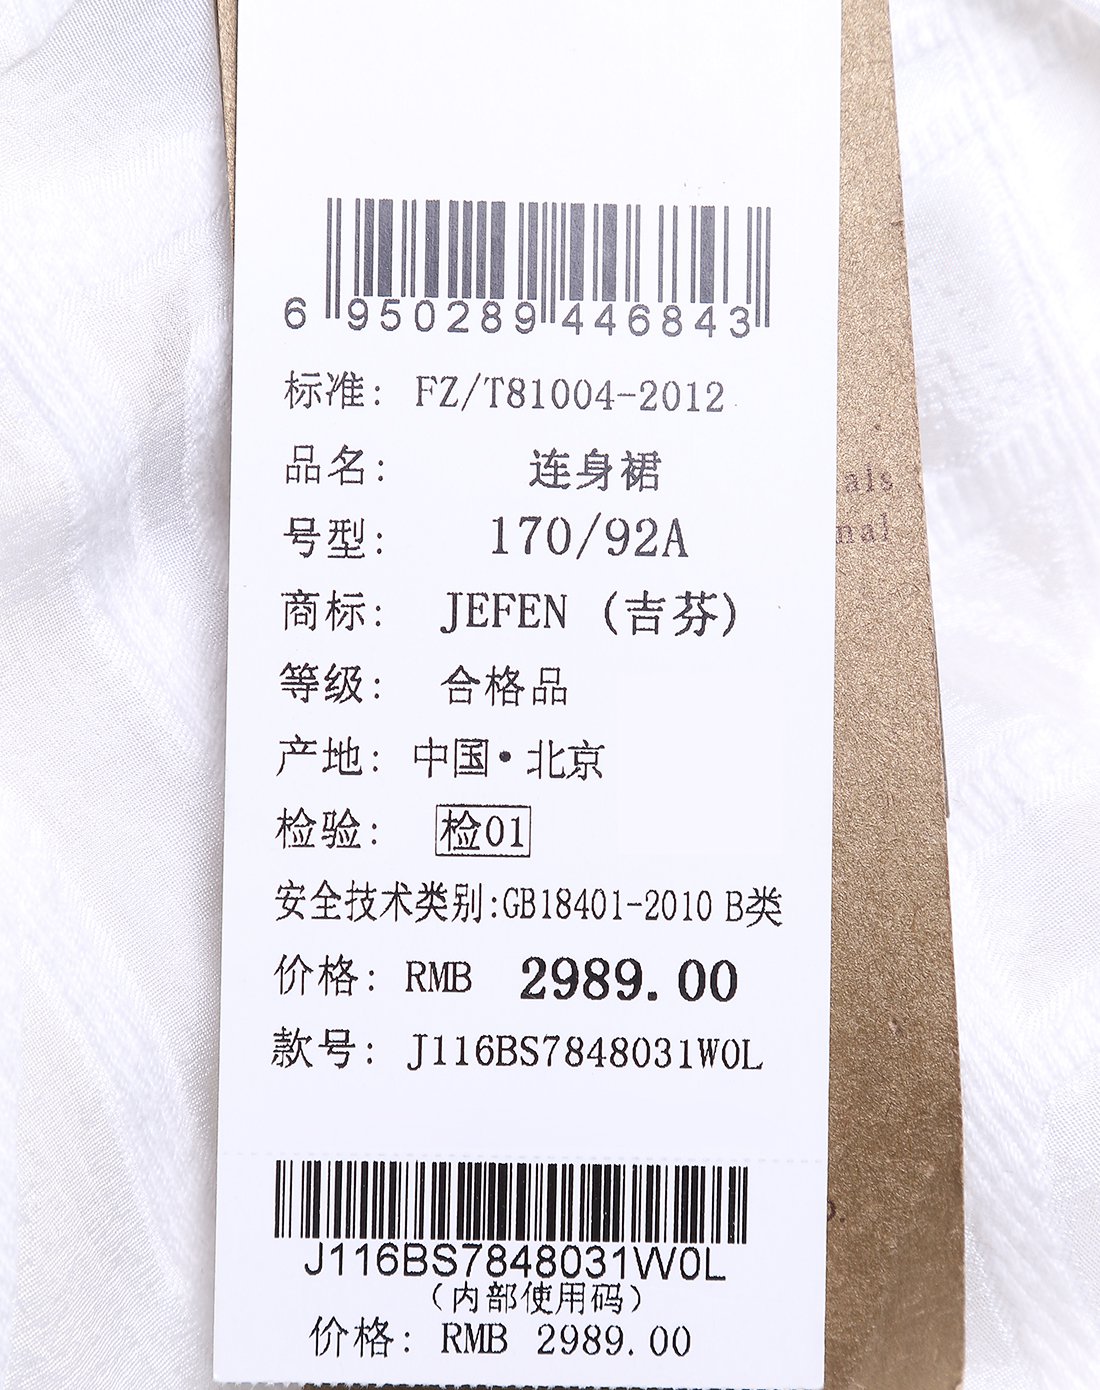 6 950289 446843
标准: FZ/T81004-2012
品名: 连身裙
号型: 170/92A
商标: JEFEN (吉芬)
等级: 合格品
产地: 中国·北京
检验: 检01
安全技术类别:GB18401-2010 B类
价格: RMB 2989.00
款号: J116BS7848031W0L
J116BS7848031W0L
(内部使用码)
价格: RMB 2989.00